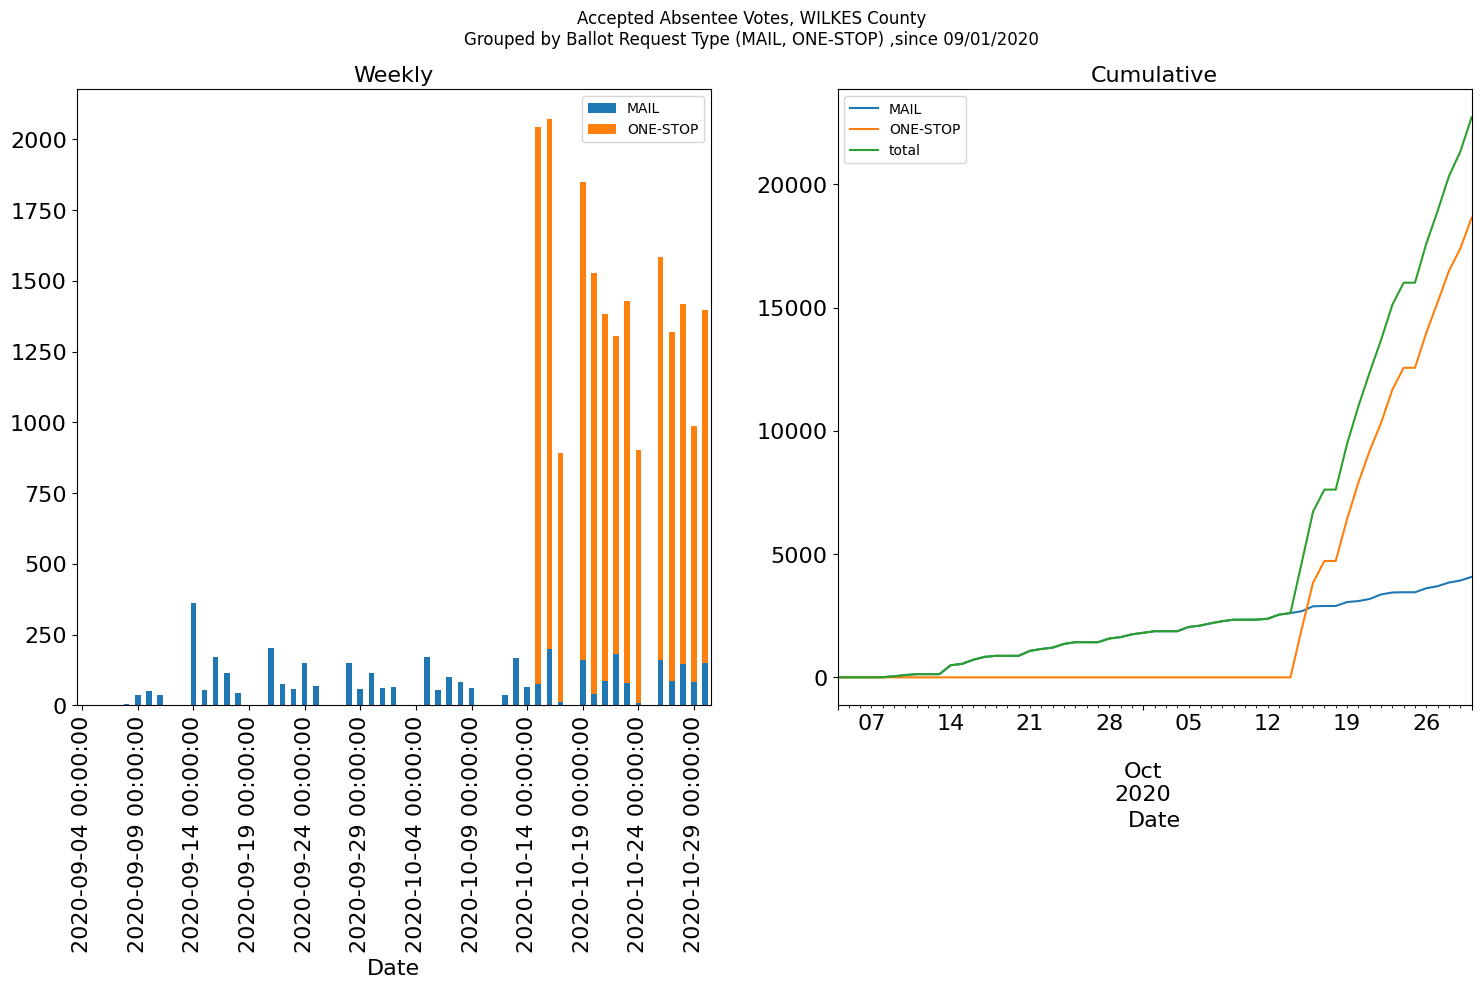 Accepted Absentee Votes, WILKES County
Grouped by Ballot Request Type (MAIL, ONE-STOP) ,since 09/01/2020
Weekly
MAIL
ONE-STOP
2000
1750
1500
1250
1000
750
500
250
0
2020-09-04 00:00:00
2020-09-09 00:00:00
2020-09-14 00:00:00
2020-09-19 00:00:00
2020-09-24 00:00:00
2020-09-29 00:00:00
2020-10-04 00:00:00
2020-10-09 00:00:00
2020-10-14 00:00:00
2020-10-19 00:00:00
2020-10-24 00:00:00
2020-10-29 00:00:00
Date
Cumulative
MAIL
ONE-STOP
total
20000
15000
10000
5000
0
07 14 21 28 05 12 19 26
Oct
2020
Date